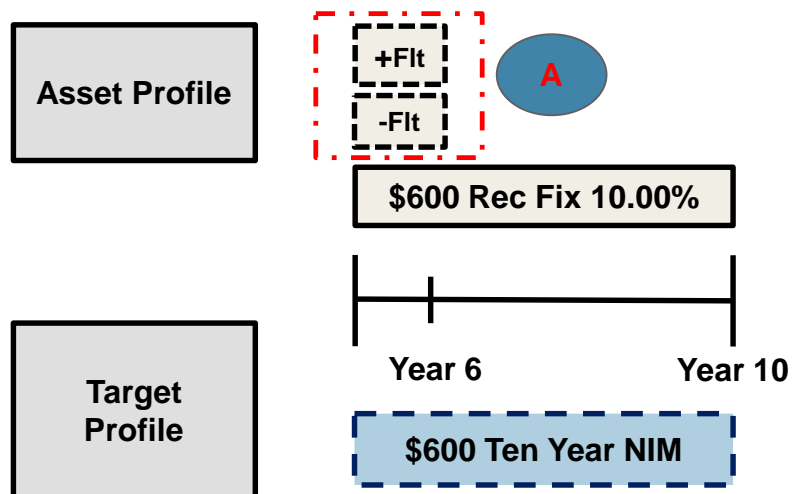 Asset Profile
+Flt
-Flt
A
$600 Rec Fix 10.00%
Year 6
Year 10
Target
Profile
$600 Ten Year NIM